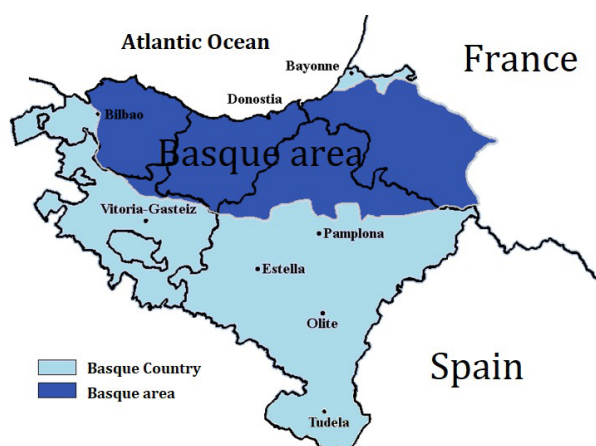 Atlantic Ocean
France
Bayonne
Donostia
Bilbao
Basque area
Vitoria-Gasteiz
Pamplona
Estella
Olite
Basque Country
Spain
Basque area
Tudela